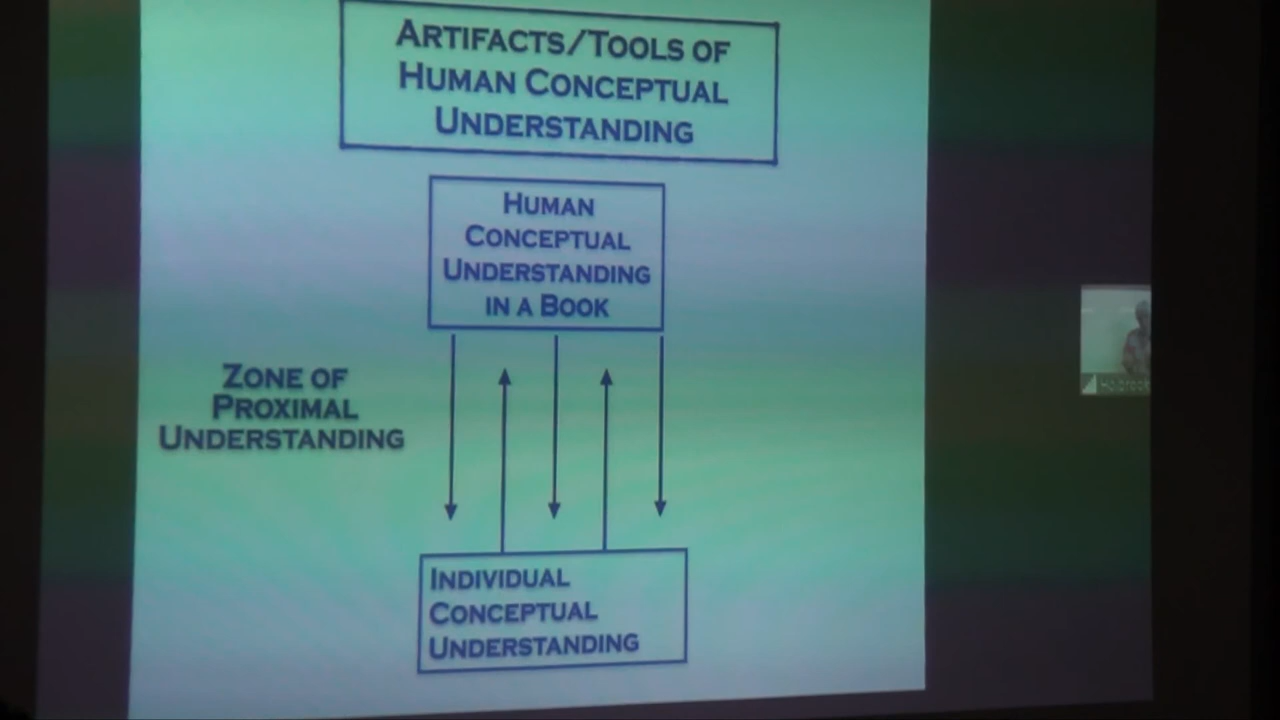 ARTIFACTS/TOOLS OF
HUMAN CONCEPTUAL
UNDERSTANDING
HUMAN
CONCEPTUAL
UNDERSTANDING
IN A BOOK
ZONE OF
PROXIMAL
UNDERSTANDING
INDIVIDUAL
CONCEPTUAL
UNDERSTANDING